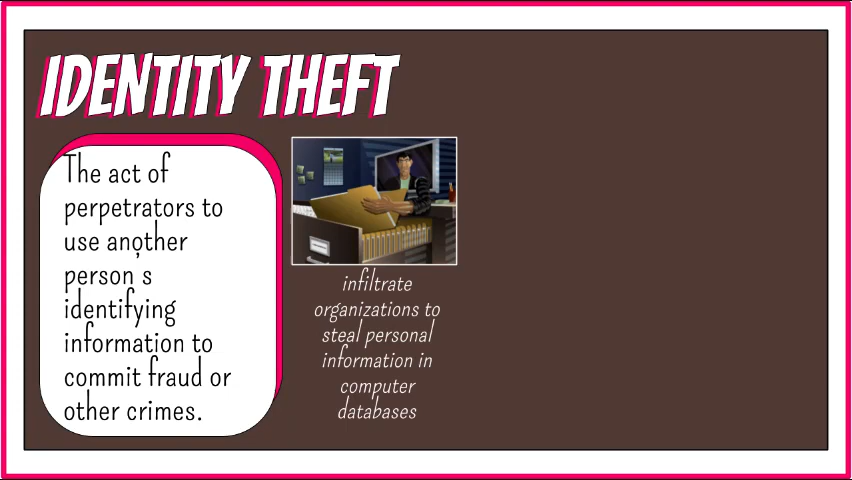 IDENTITY THEFT
The act of
perpetrators to
use another
person's
identifying
information to
commit fraud or
other crimes.
infiltrate
organizations to
steal personal
information in
computer
databases